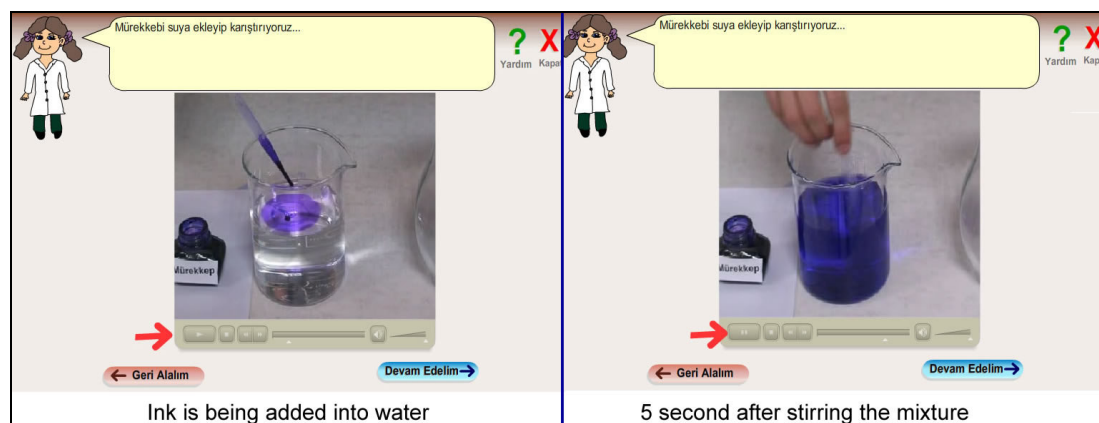 Mürekkebi suya ekleyip karıştırıyoruz...
?
X
Yardım
Mürekkep
Geri Alalım
Devam Edelim
Ink is being added into water
Mürekkebi suya ekleyip karıştırıyoruz...
?
X
Yardım
Mürekkep
Geri Alalım
Devam Edelim
5 second after stirring the mixture